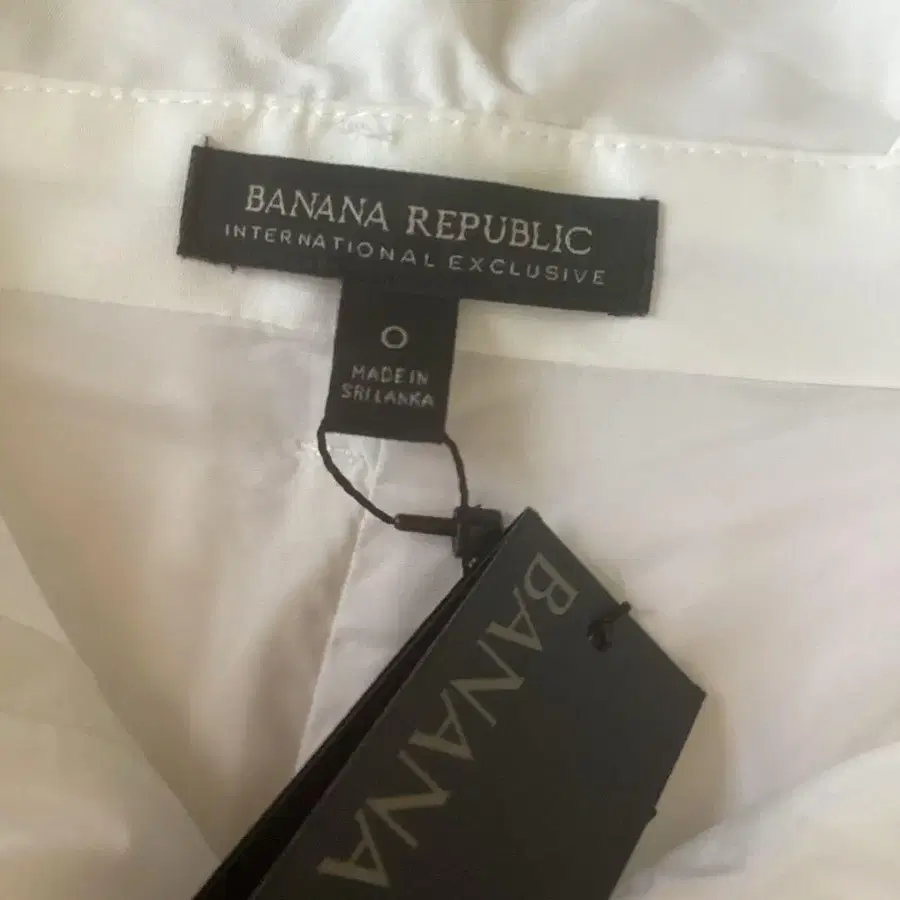 BANANA REPUBLIC
INTERNATIONAL EXCLUSIVE
0
MADE IN
SRI LANKA
BANANA